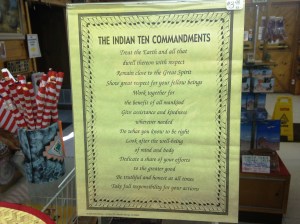 THE INDIAN TEN COMMANDMENTS
Treat the Earth and all that
dwell thereon with respect
Remain close to the Great Spirit
Show great respect for your fellow beings
Work together for
the benefit of all mankind
Give assistance and kindness
wherever needed
Do what you know to be right
Look after the well-being
of mind and body
Dedicate a share of your efforts
to the greater good
Be truthful and honest at all times
Take full responsibility for your actions